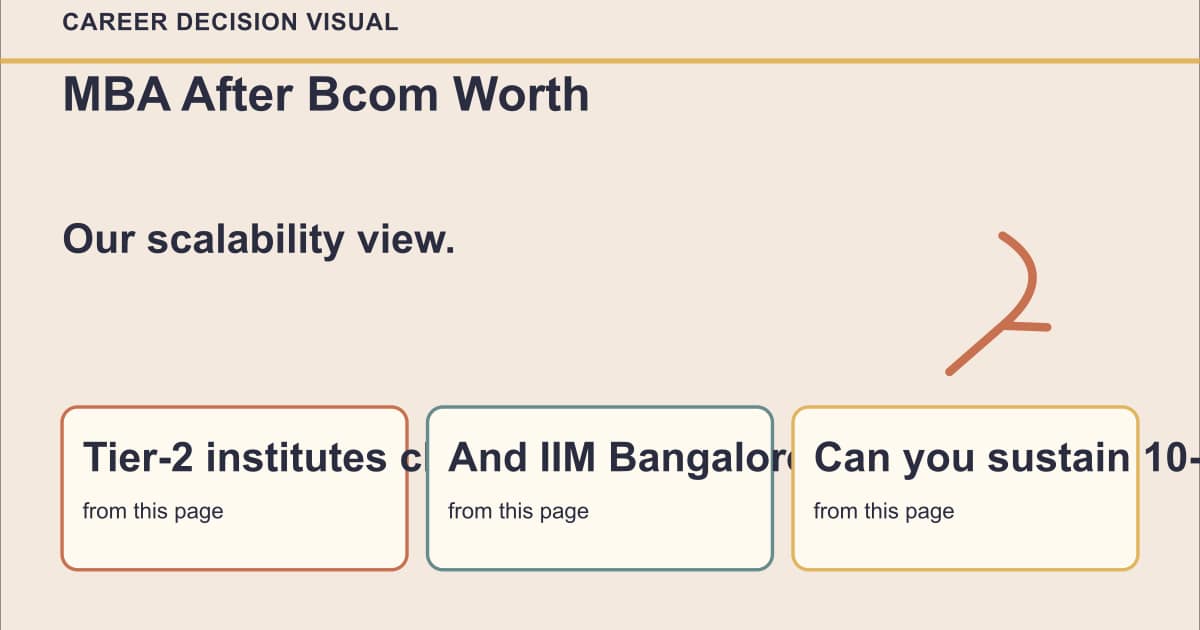 CAREER DECISION VISUAL
MBA After Bcom Worth
Our scalability view.
Tier-2 institutes
from this page
And IIM Bangalore
from this page
Can you sustain 10-
from this page